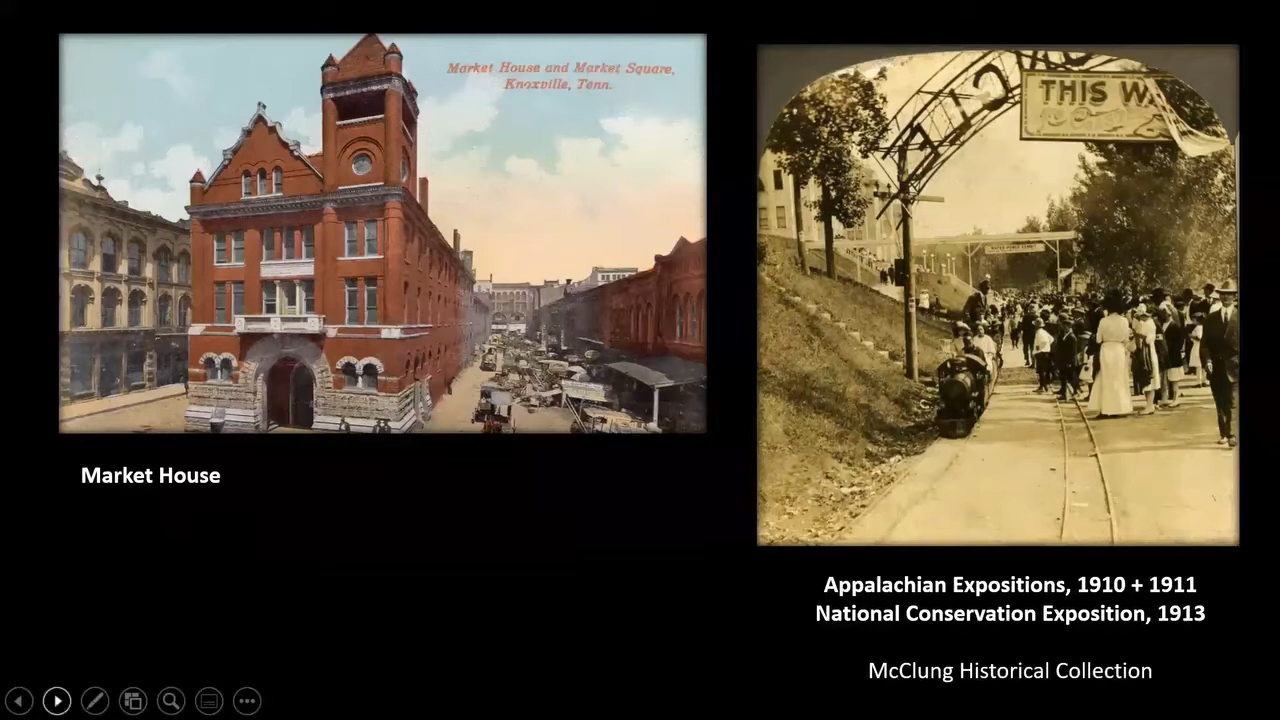 Market House and Market Square,
Knoxville, Tenn.
THIS
Market House
Appalachian Expositions, 1910 + 1911
National Conservation Exposition, 1913
McClung Historical Collection